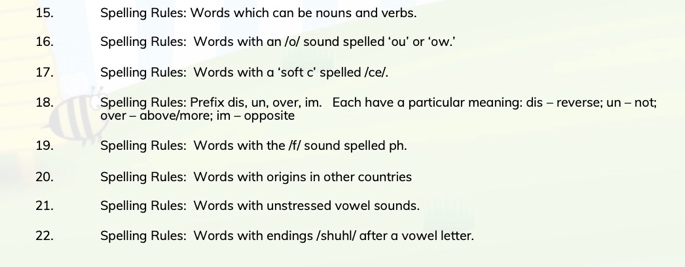 15. Spelling Rules: Words which can be nouns and verbs.
16. Spelling Rules: Words with an /o/ sound spelled ‘ou’ or ‘ow.’
17. Spelling Rules: Words with a ‘soft c’ spelled /ce/.
18. Spelling Rules: Prefix dis, un, over, im. Each have a particular meaning: dis – reverse; un – not;
over – above/more; im – opposite
19. Spelling Rules: Words with the /f/ sound spelled ph.
20. Spelling Rules: Words with origins in other countries
21. Spelling Rules: Words with unstressed vowel sounds.
22. Spelling Rules: Words with endings /shuhl/ after a vowel letter.